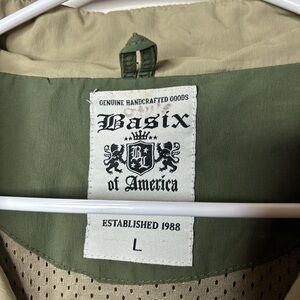 GENUINE HANDCRAFTED GOODS
Basix
of America
ESTABLISHED 1988
L